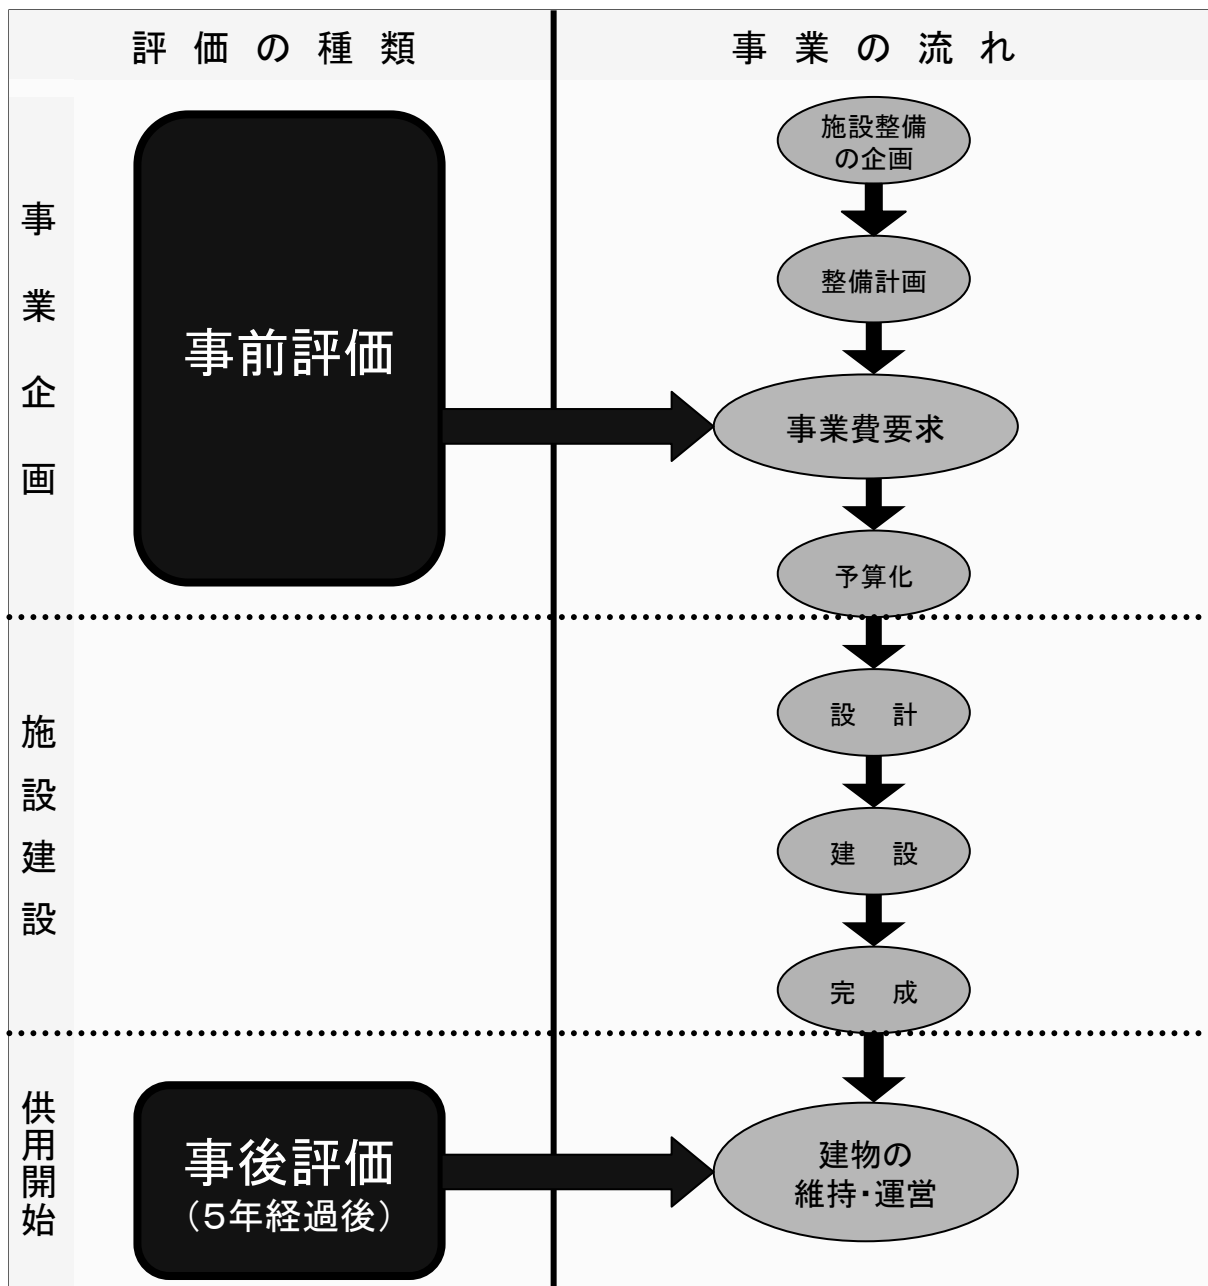 評価の種類
事業の流れ
事業企画
事前評価
施設整備
の企画
整備計画
事業費要求
予算化
施設建設
設 計
建 設
完 成
供用開始
事後評価
(5年経過後)
建物の
維持・運営